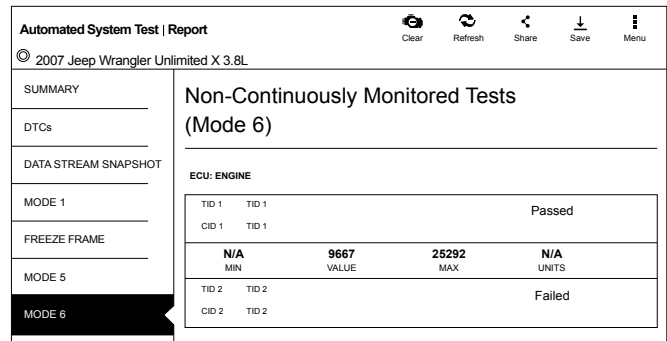 Automated System Test | Report
Clear Refresh Share Save Menu
2007 Jeep Wrangler Unlimited X 3.8L
SUMMARY
DTCs
DATA STREAM SNAPSHOT
MODE 1
FREEZE FRAME
MODE 5
MODE 6
Non-Continuously Monitored Tests
(Mode 6)
ECU: ENGINE
TID 1 TID 1
Passed
CID 1 TID 1
N/A 9667 25292 N/A
MIN VALUE MAX UNITS
TID 2 TID 2
Failed
CID 2 TID 2